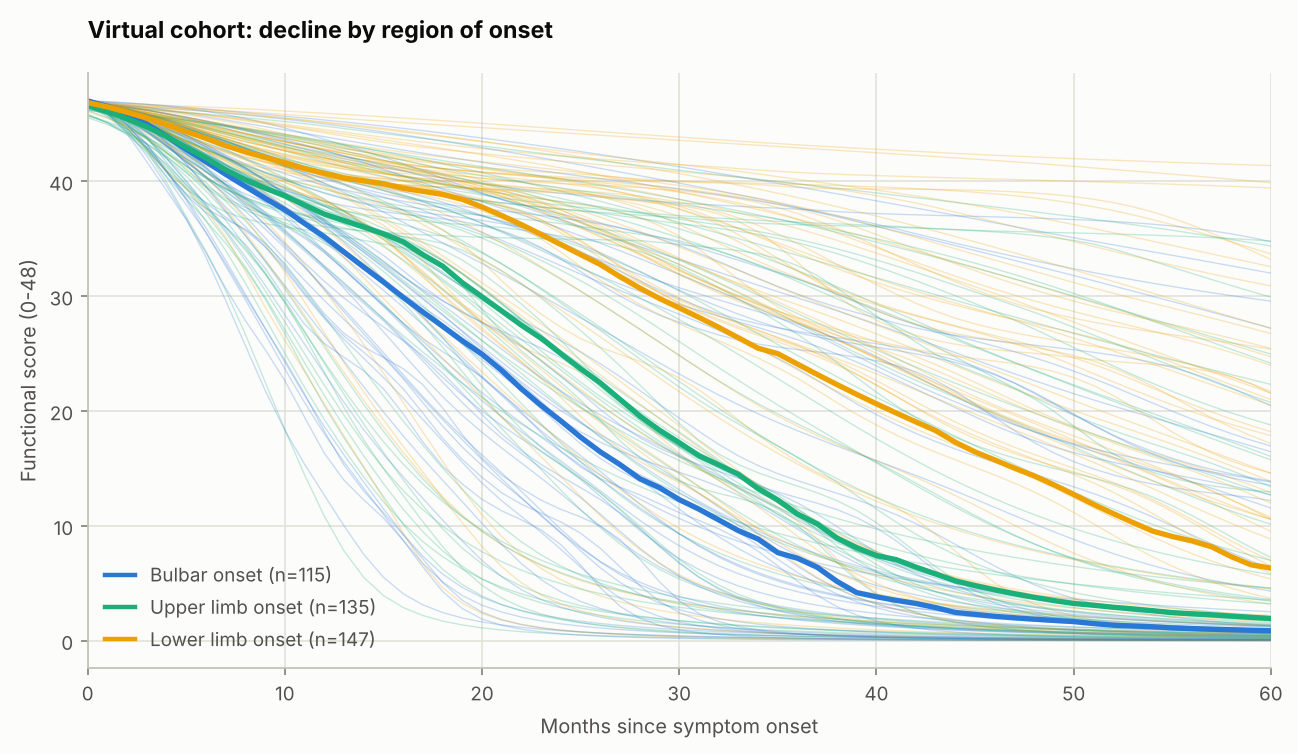 Virtual cohort: decline by region of onset
Functional score (0–48)
40
30
20
10
0
Bulbar onset (n=115)
Upper limb onset (n=135)
Lower limb onset (n=147)
0 10 20 30 40 50 60
Months since symptom onset